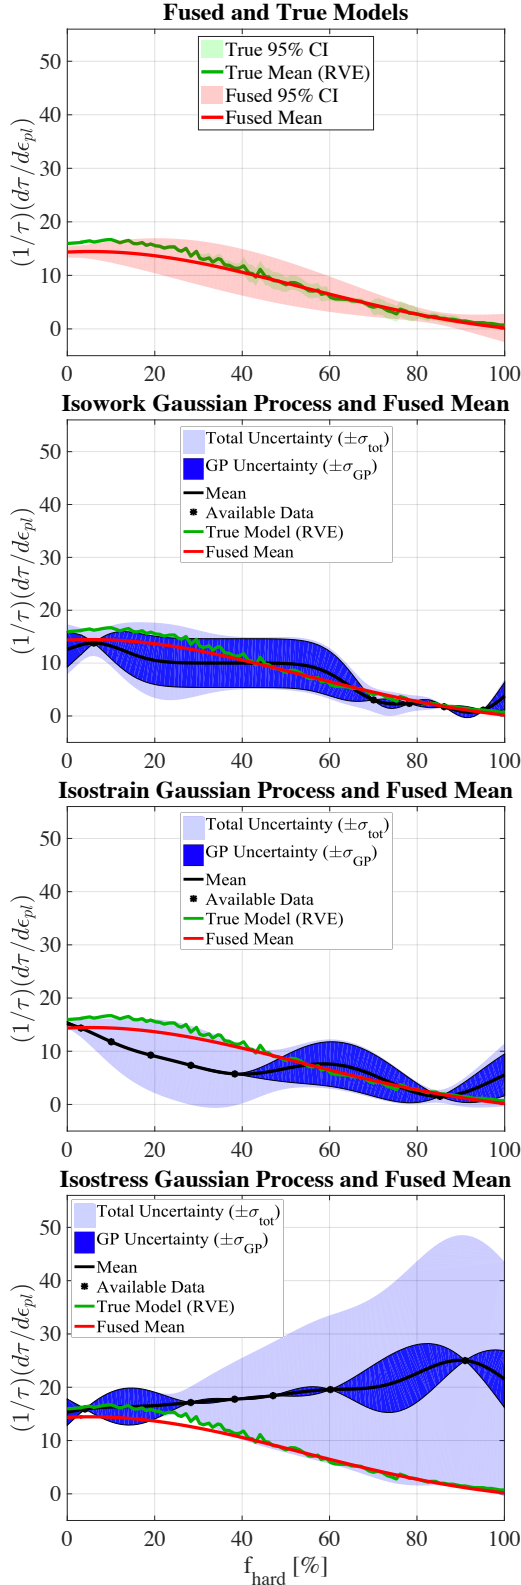 Fused and True Models
50
40
30
20
10
0
(1/τ)(dτ/dϵ_pl)
True 95% CI
True Mean (RVE)
Fused 95% CI
Fused Mean
0 20 40 60 80 100
Isowork Gaussian Process and Fused Mean
50
40
30
20
10
0
(1/τ)(dτ/dϵ_pl)
Total Uncertainty (±σ_tot)
GP Uncertainty (±σ_GP)
Mean
Available Data
True Model (RVE)
Fused Mean
0 20 40 60 80 100
Isostrain Gaussian Process and Fused Mean
50
40
30
20
10
0
(1/τ)(dτ/dϵ_pl)
Total Uncertainty (±σ_tot)
GP Uncertainty (±σ_GP)
Mean
Available Data
True Model (RVE)
Fused Mean
0 20 40 60 80 100
Isostress Gaussian Process and Fused Mean
50
40
30
20
10
0
(1/τ)(dτ/dϵ_pl)
Total Uncertainty (±σ_tot)
GP Uncertainty (±σ_GP)
Mean
Available Data
True Model (RVE)
Fused Mean
0 20 40 60 80 100
f_hard [%]